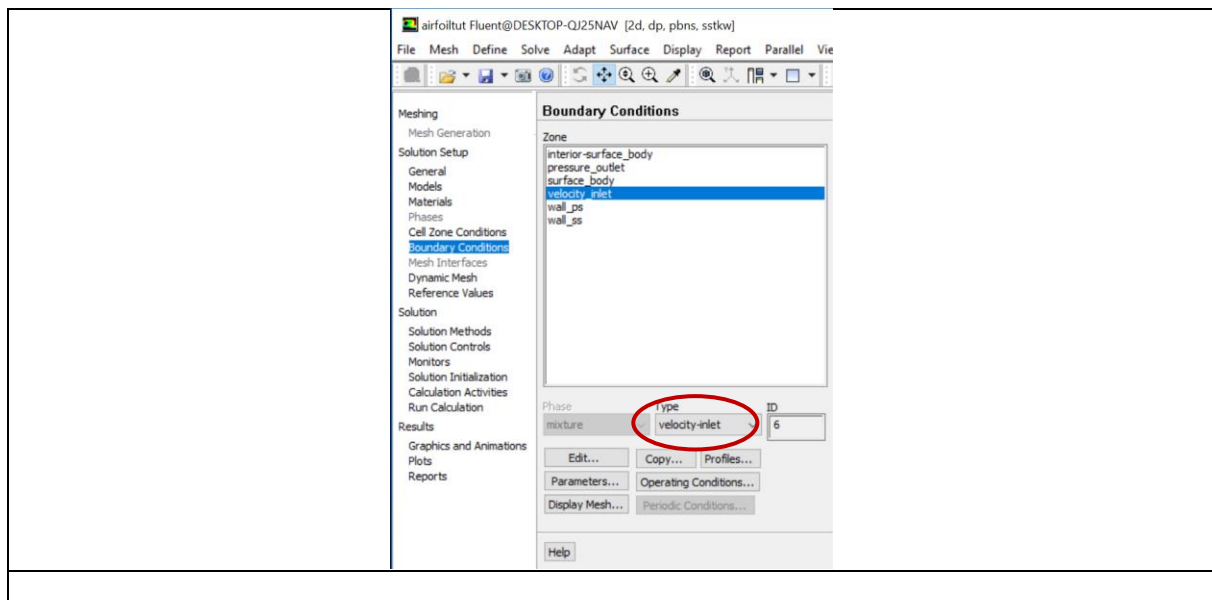 airfoiltut Fluent@DESKTOP-QJ25NAV [2d, dp, pbns, sstkw]
File Mesh Define Solve Adapt Surface Display Report Parallel Vie
Meshing
Mesh Generation
Solution Setup
General
Models
Materials
Phases
Cell Zone Conditions
Boundary Conditions
Mesh Interfaces
Dynamic Mesh
Reference Values
Solution
Solution Methods
Solution Controls
Monitors
Solution Initialization
Calculation Activities
Run Calculation
Results
Graphics and Animations
Plots
Reports
Boundary Conditions
Zone
interior-surface_body
pressure_outlet
surface_body
velocity_inlet
wall_ps
wall_ss
Phase Type ID
mixture velocity-inlet 6
Edit... Copy... Profiles...
Parameters... Operating Conditions...
Display Mesh... Periodic Conditions...
Help